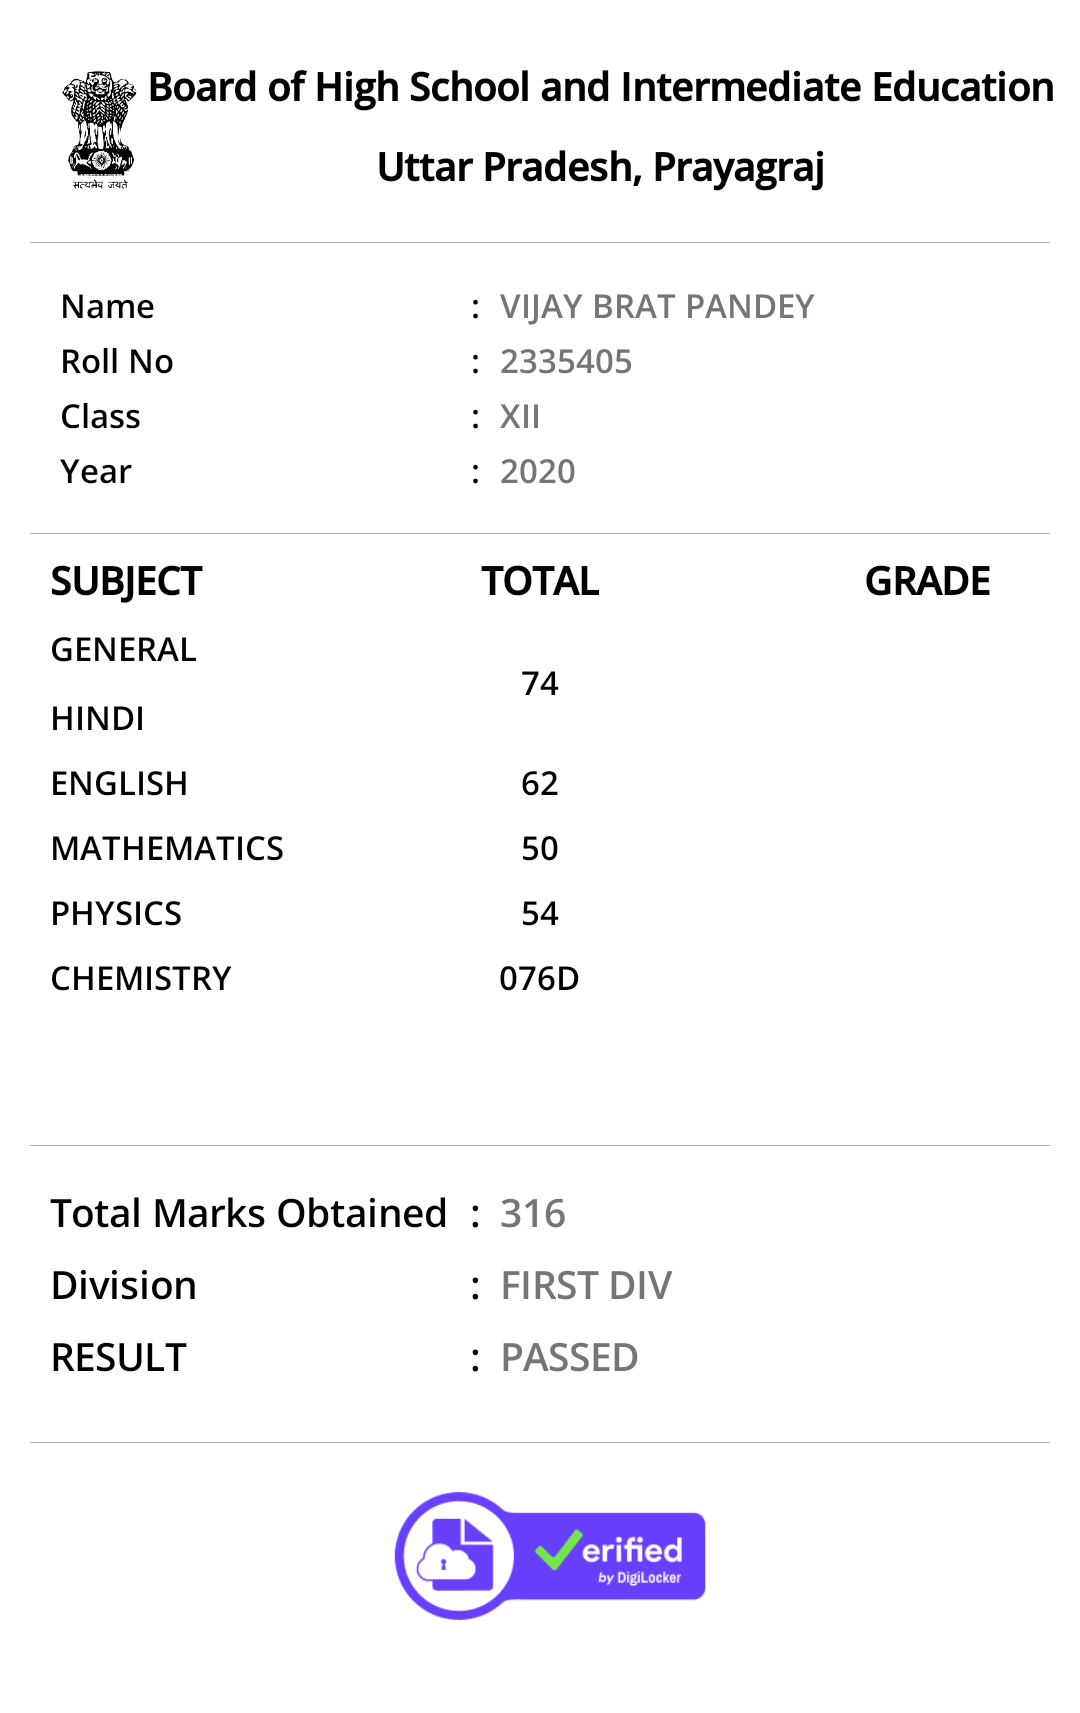 Board of High School and Intermediate Education
Uttar Pradesh, Prayagraj
सत्यमेव जयते
Name : VIJAY BRAT PANDEY
Roll No : 2335405
Class : XII
Year : 2020
SUBJECT TOTAL GRADE
GENERAL
HINDI 74
ENGLISH 62
MATHEMATICS 50
PHYSICS 54
CHEMISTRY 076D
Total Marks Obtained : 316
Division : FIRST DIV
RESULT : PASSED
Verified
by DigiLocker